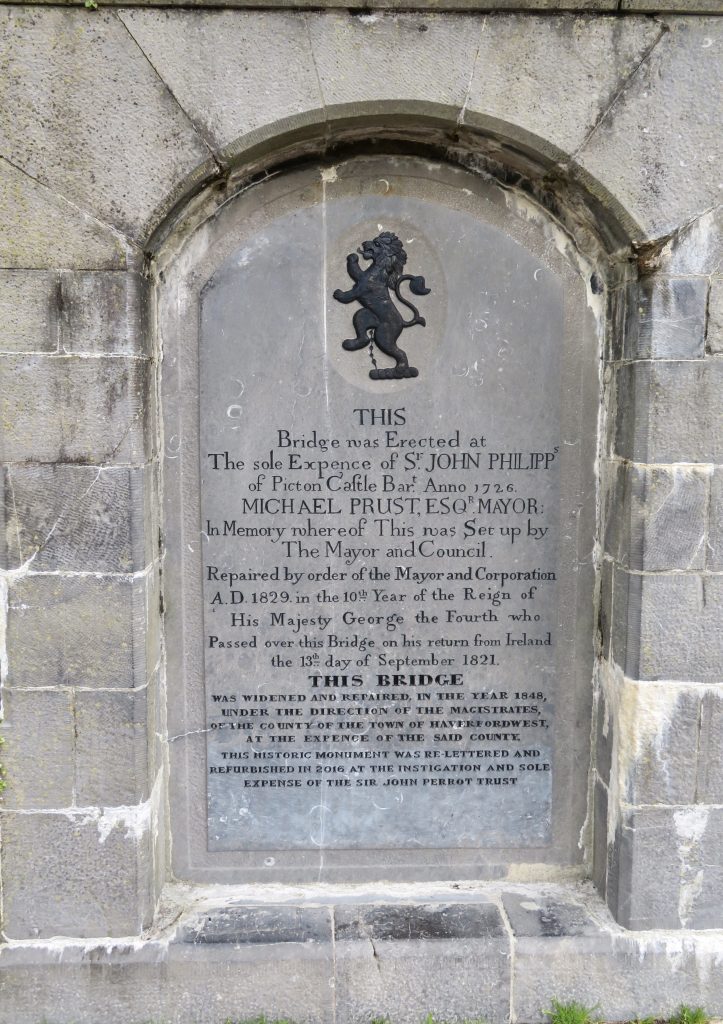 THIS
Bridge was Erected at
The sole Expence of Sʳ. JOHN PHILIPPˢ
of Picton Caſtle Barᵗ. Anno 1726.
MICHAEL PRUST, ESQᴿ. MAYOR:
In Memory whereof This was Set up by
The Mayor and Council.
Repaired by order of the Mayor and Corporation
A.D. 1829. in the 10ᵗʰ Year of the Reign of
His Majesty George the Fourth who
Passed over this Bridge on his return from Ireland
the 13ᵗʰ day of September 1821.
THIS BRIDGE
WAS WIDENED AND REPAIRED, IN THE YEAR 1848,
UNDER THE DIRECTION OF THE MAGISTRATES,
OF THE COUNTY OF THE TOWN OF HAVERFORDWEST,
AT THE EXPENCE OF THE SAID COUNTY.
THIS HISTORIC MONUMENT WAS RE-LETTERED AND
REFURBISHED IN 2016 AT THE INSTIGATION AND SOLE
EXPENSE OF THE SIR JOHN PERROT TRUST